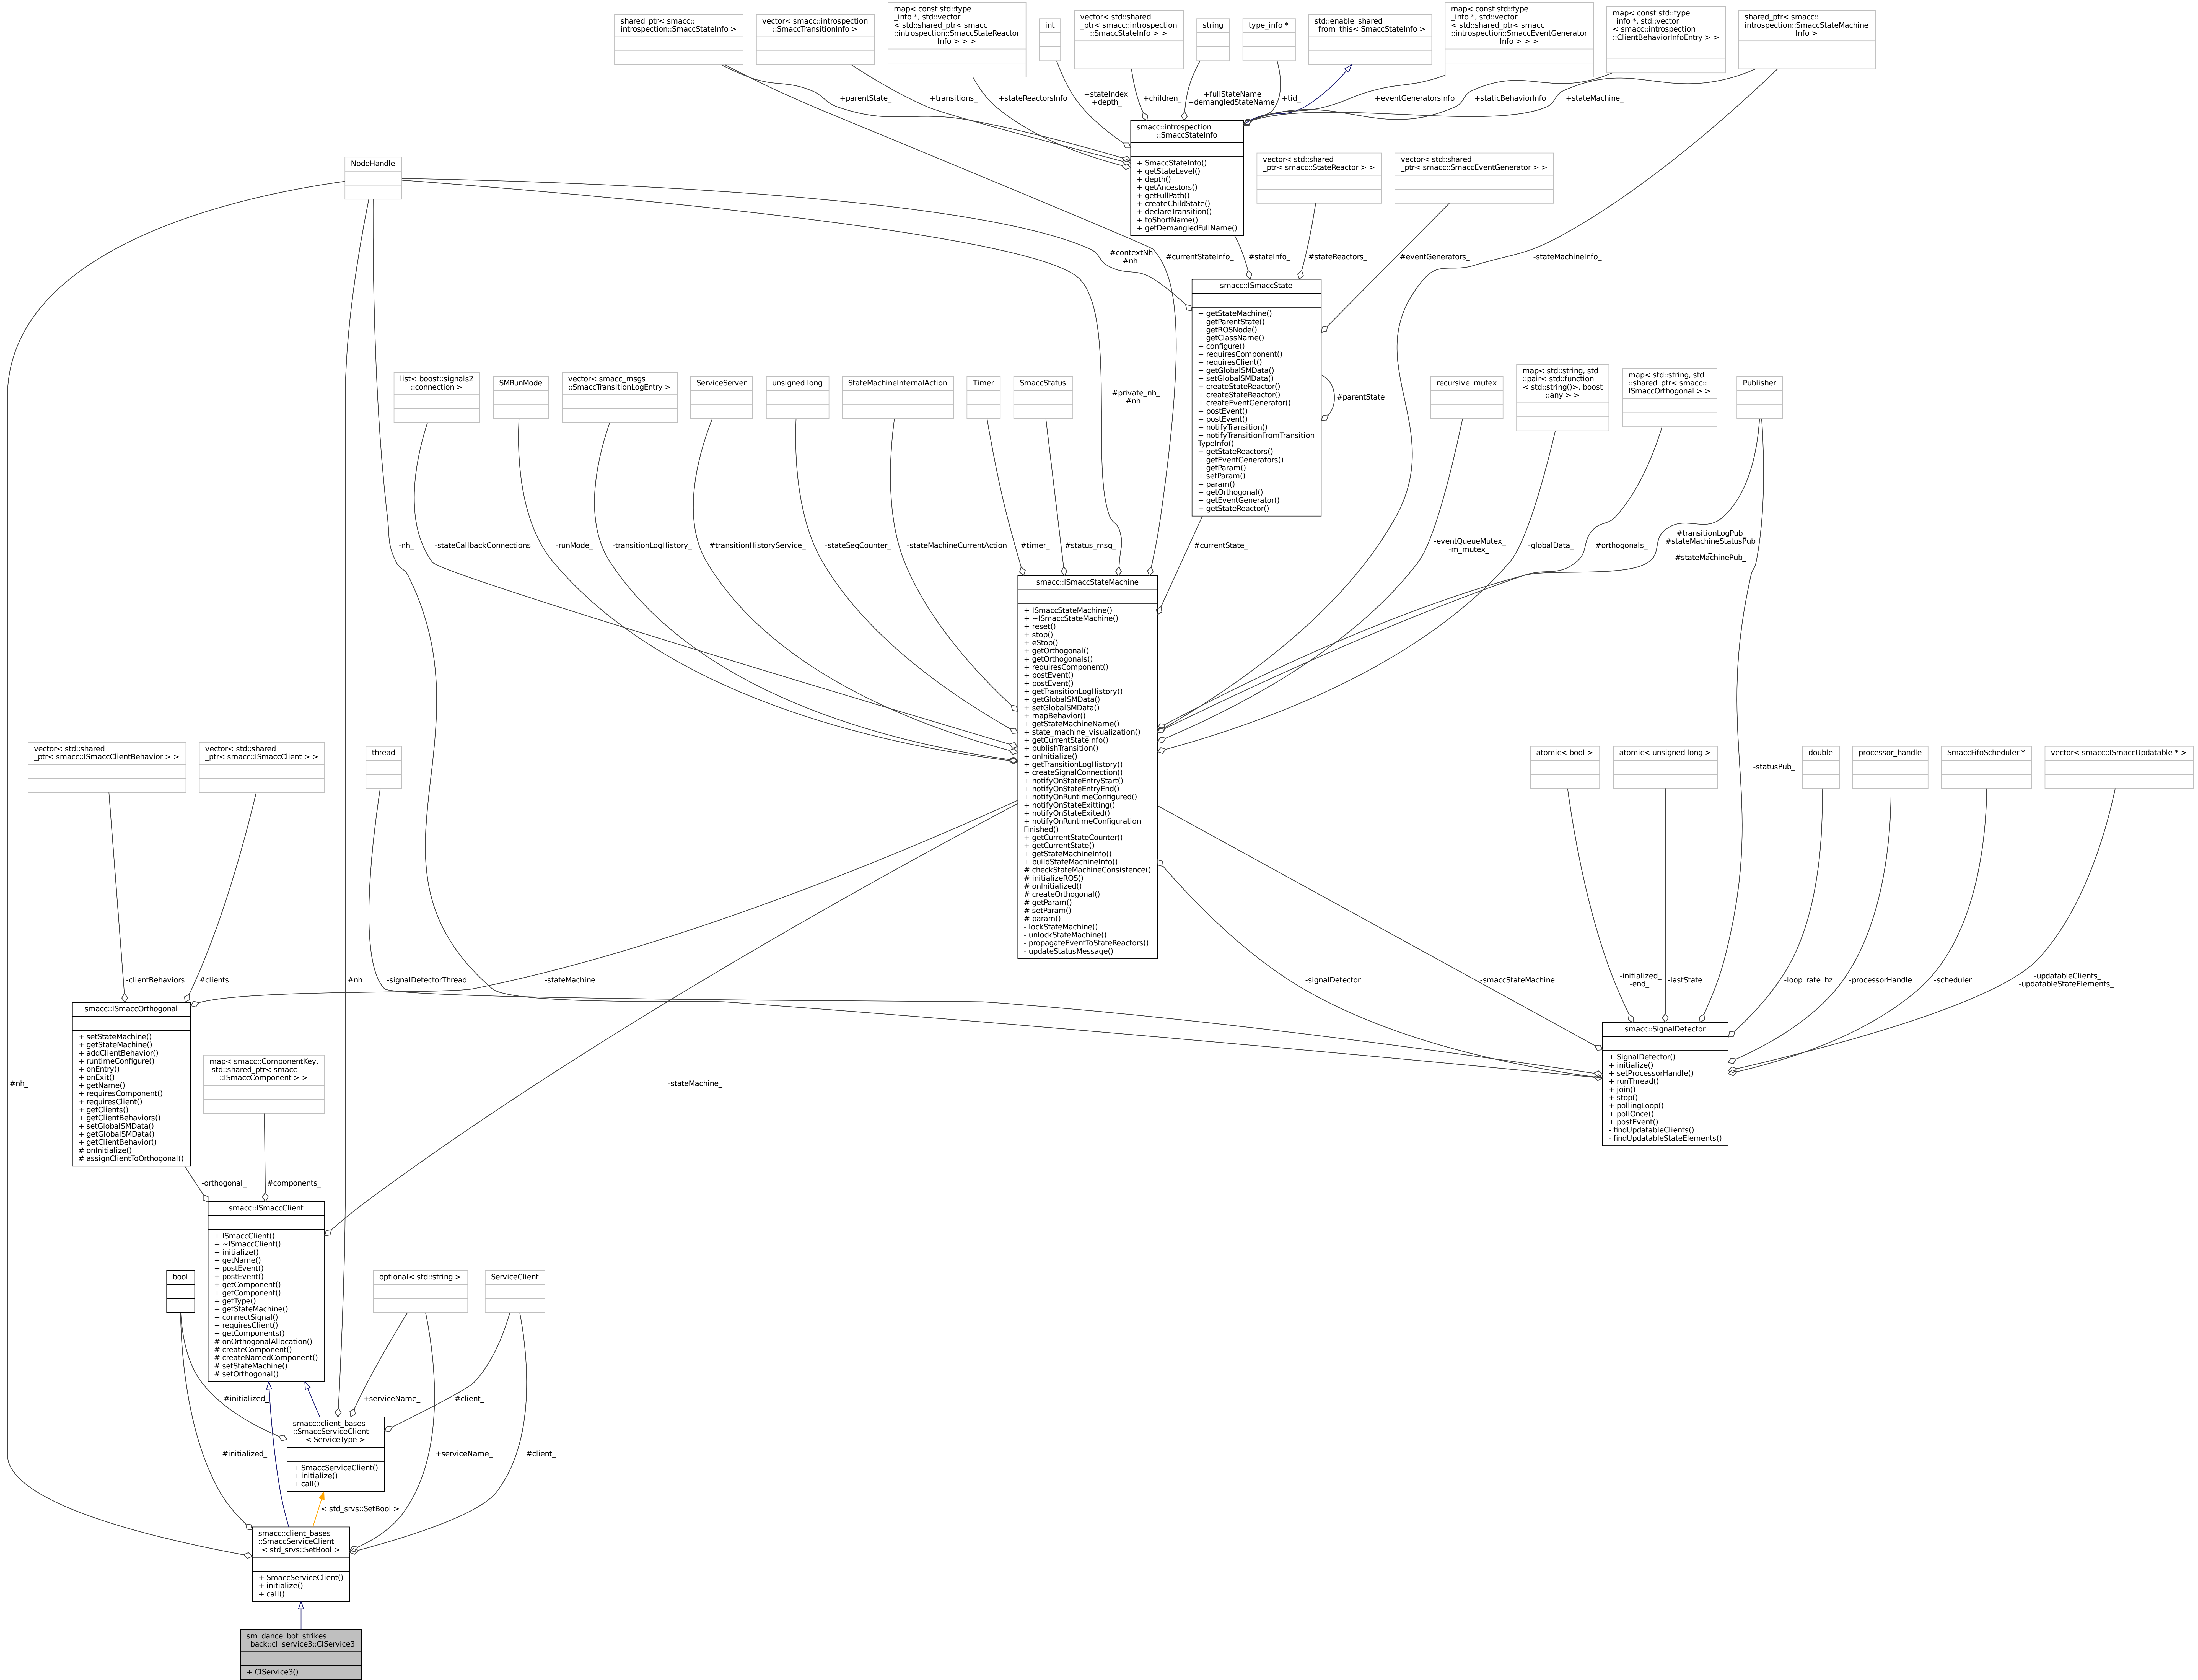 shared_ptr< smacc::
introspection::SmaccStateInfo >
vector< smacc::introspection
::SmaccTransitionInfo >
map< const std::type
_info *, std::vector
< std::shared_ptr< smacc
::introspection::SmaccStateReactor
Info > > >
int
vector< std::shared
_ptr< smacc::introspection
::SmaccStateInfo > >
string
type_info *
std::enable_shared
_from_this< SmaccStateInfo >
map< const std::type
_info *, std::vector
< std::shared_ptr< smacc
::introspection::SmaccEventGenerator
Info > > >
map< const std::type
_info *, std::vector
< smacc::introspection
::ClientBehaviorInfoEntry > >
shared_ptr< smacc::
introspection::SmaccStateMachine
Info >
+parentState_
+transitions_
+stateReactorsInfo
+stateIndex_
+depth_
+children_
+fullStateName
+demangledStateName
+tid_
+eventGeneratorsInfo
+staticBehaviorInfo
+stateMachine_
smacc::introspection
::SmaccStateInfo
+ SmaccStateInfo()
+ getStateLevel()
+ depth()
+ getAncestors()
+ getFullPath()
+ createChildState()
+ declareTransition()
+ toShortName()
+ getDemangledFullName()
vector< std::shared
_ptr< smacc::StateReactor > >
vector< std::shared
_ptr< smacc::SmaccEventGenerator > >
NodeHandle
#contextNh
#nh
#currentStateInfo_
#stateInfo_
#stateReactors_
#eventGenerators_
-stateMachineInfo_
smacc::ISmaccState
+ getStateMachine()
+ getParentState()
+ getROSNode()
+ getClassName()
+ configure()
+ requiresComponent()
+ requiresClient()
+ getGlobalSMData()
+ setGlobalSMData()
+ createStateReactor()
+ createStateReactor()
+ createEventGenerator()
+ postEvent()
+ postEvent()
+ notifyTransition()
+ notifyTransitionFromTransition
TypeInfo()
+ getStateReactors()
+ getEventGenerators()
+ getParam()
+ setParam()
+ param()
+ getOrthogonal()
+ getEventGenerator()
+ getStateReactor()
#parentState_
list< boost::signals2
::connection >
SMRunMode
vector< smacc_msgs
::SmaccTransitionLogEntry >
ServiceServer
unsigned long
StateMachineInternalAction
Timer
SmaccStatus
#private_nh_
#nh_
recursive_mutex
map< string, std
::pair< std::function
< std::string()>, boost
::any > >
map< string, std
::shared_ptr< smacc::
ISmaccOrthogonal > >
Publisher
-nh_
-stateCallbackConnections
-runMode_
-transitionLogHistory_
#transitionHistoryService_
-stateSeqCounter_
-stateMachineCurrentAction
#timer_
#status_msg_
#currentState_
-eventQueueMutex_
-m_mutex_
-globalData_
#orthogonals_
#transitionLogPub_
#stateMachineStatusPub
_
#stateMachinePub_
smacc::ISmaccStateMachine
+ ISmaccStateMachine()
+ ~ISmaccStateMachine()
+ reset()
+ stop()
+ eStop()
+ getOrthogonal()
+ getOrthogonals()
+ requiresComponent()
+ postEvent()
+ postEvent()
+ getTransitionLogHistory()
+ getGlobalSMData()
+ setGlobalSMData()
+ mapBehavior()
+ getStateMachineName()
+ state_machine_visualization()
+ getCurrentStateInfo()
+ publishTransition()
+ onInitialize()
+ getTransitionLogHistory()
+ createSignalConnection()
+ notifyOnStateEntryStart()
+ notifyOnStateEntryEnd()
+ notifyOnRuntimeConfigured()
+ notifyOnStateExitting()
+ notifyOnStateExited()
+ notifyOnRuntimeConfiguration
Finished()
+ getCurrentStateCounter()
+ getCurrentState()
+ getStateMachineInfo()
+ buildStateMachineInfo()
# checkStateMachineConsistence()
# initializeROS()
# onInitialized()
# createOrthogonal()
# getParam()
# setParam()
# param()
- lockStateMachine()
- unlockStateMachine()
- propagateEventToStateReactors()
- updateStatusMessage()
vector< std::shared
_ptr< smacc::ISmaccClientBehavior > >
vector< std::shared
_ptr< smacc::ISmaccClient > >
thread
atomic< bool >
atomic< unsigned long >
-statusPub_
double
processor_handle
SmaccFifoScheduler *
vector< smacc::ISmaccUpdatable * >
-clientBehaviors_
#clients_
#nh_
-signalDetectorThread_
-stateMachine_
-signalDetector_
-smaccStateMachine_
-initialized_
-end_
-lastState_
-loop_rate_hz
-processorHandle_
-scheduler_
-updatableClients_
-updatableStateElements_
smacc::ISmaccOrthogonal
+ setStateMachine()
+ getStateMachine()
+ addClientBehavior()
+ runtimeConfigure()
+ onEntry()
+ onExit()
+ getName()
+ requiresComponent()
+ requiresClient()
+ getClients()
+ getClientBehaviors()
+ setGlobalSMData()
+ getGlobalSMData()
+ getClientBehavior()
# onInitialize()
# assignClientToOrthogonal()
smacc::SignalDetector
+ SignalDetector()
+ initialize()
+ setProcessorHandle()
+ runThread()
+ join()
+ stop()
+ pollingLoop()
+ pollOnce()
+ postEvent()
- findUpdatableClients()
- findUpdatableStateElements()
map< smacc::ComponentKey,
std::shared_ptr< smacc
::ISmaccComponent > >
#nh_
-stateMachine_
-orthogonal_
#components_
smacc::ISmaccClient
+ ISmaccClient()
+ ~ISmaccClient()
+ initialize()
+ getName()
+ postEvent()
+ postEvent()
+ getComponent()
+ getComponent()
+ getType()
+ getStateMachine()
+ connectSignal()
+ requiresClient()
+ getComponents()
# onOrthogonalAllocation()
# createComponent()
# createNamedComponent()
# setStateMachine()
# setOrthogonal()
bool
optional< std::string >
ServiceClient
#initialized_
+serviceName_
#client_
smacc::client_bases
::SmaccServiceClient
< ServiceType >
+ SmaccServiceClient()
+ initialize()
+ call()
#initialized_
+serviceName_
#client_
< std_srvs::SetBool >
smacc::client_bases
::SmaccServiceClient
< std_srvs::SetBool >
+ SmaccServiceClient()
+ initialize()
+ call()
sm_dance_bot_strikes
_back::cl_service3::ClService3
+ ClService3()